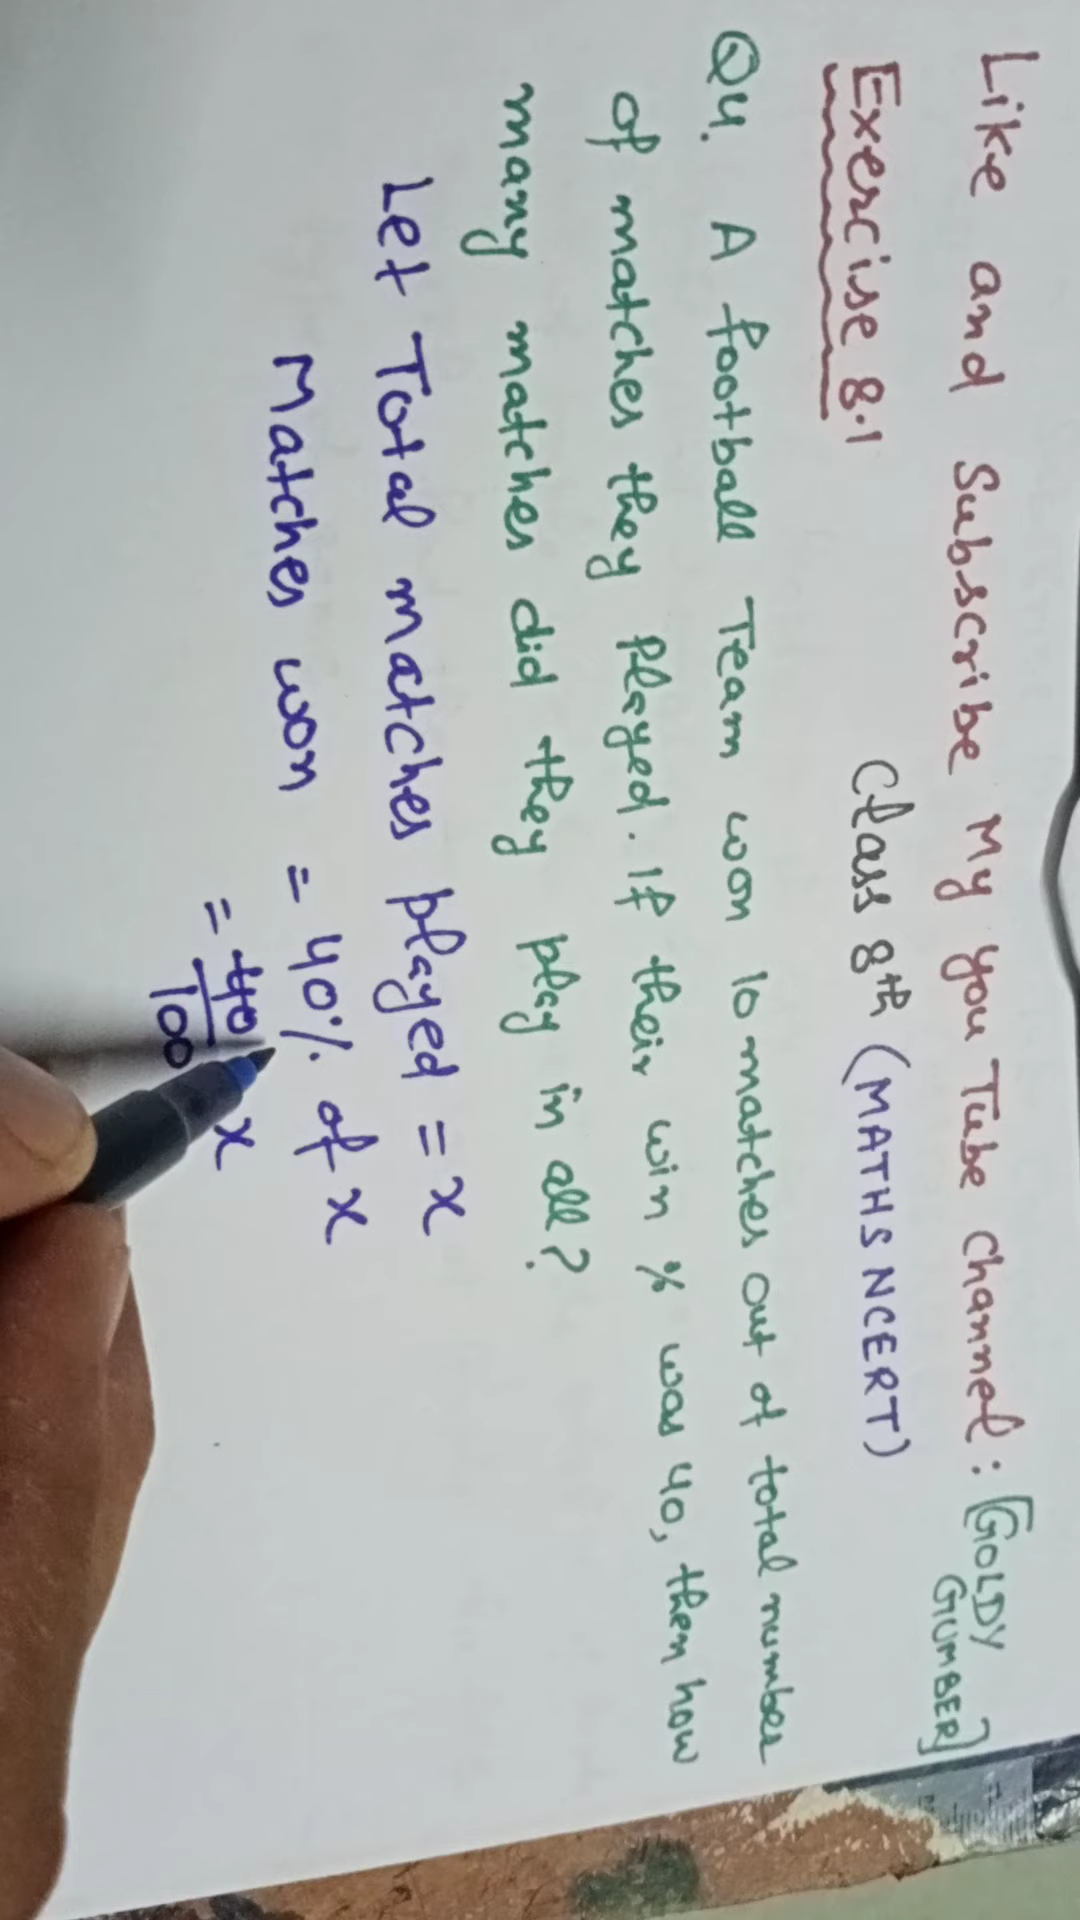 Like and Subscribe My you Tube Channel : [GOLDY GUMBER]
Exercise 8.1 Class 8th (MATHS NCERT)
Q4. A football Team won 10 matches out of total number
of matches they Played. If their win % was 40, then how
many matches did they play in all?
Let Total matches played = x
Matches won = 40% of x
= 40/100 x